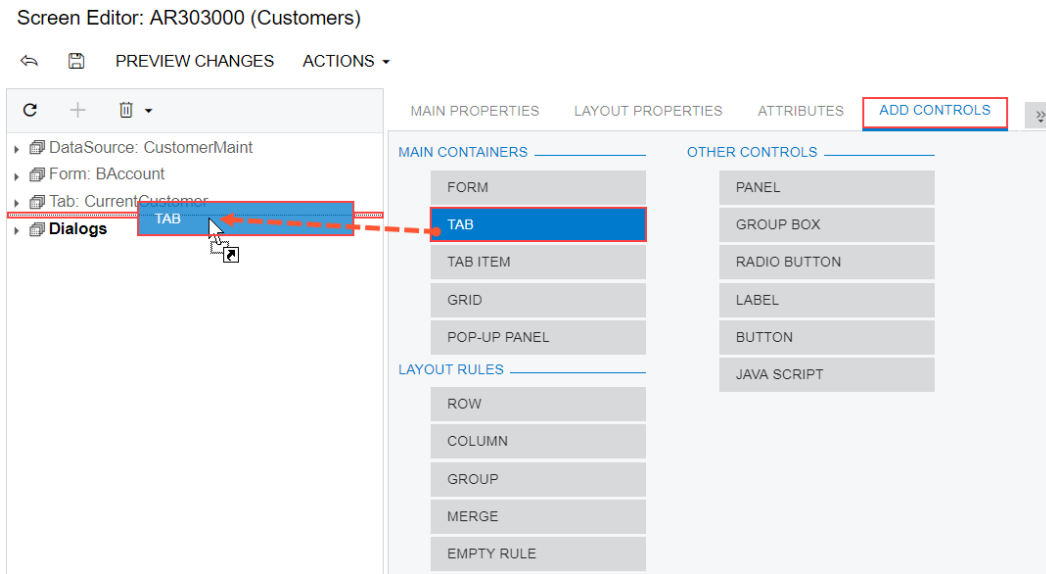 Screen Editor: AR303000 (Customers)
PREVIEW CHANGES ACTIONS
MAIN PROPERTIES LAYOUT PROPERTIES ATTRIBUTES ADD CONTROLS
DataSource: CustomerMaint
Form: BAccount
Tab: CurrentCustomer
TAB
Dialogs
MAIN CONTAINERS
FORM
TAB
TAB ITEM
GRID
POP-UP PANEL
LAYOUT RULES
ROW
COLUMN
GROUP
MERGE
EMPTY RULE
OTHER CONTROLS
PANEL
GROUP BOX
RADIO BUTTON
LABEL
BUTTON
JAVA SCRIPT